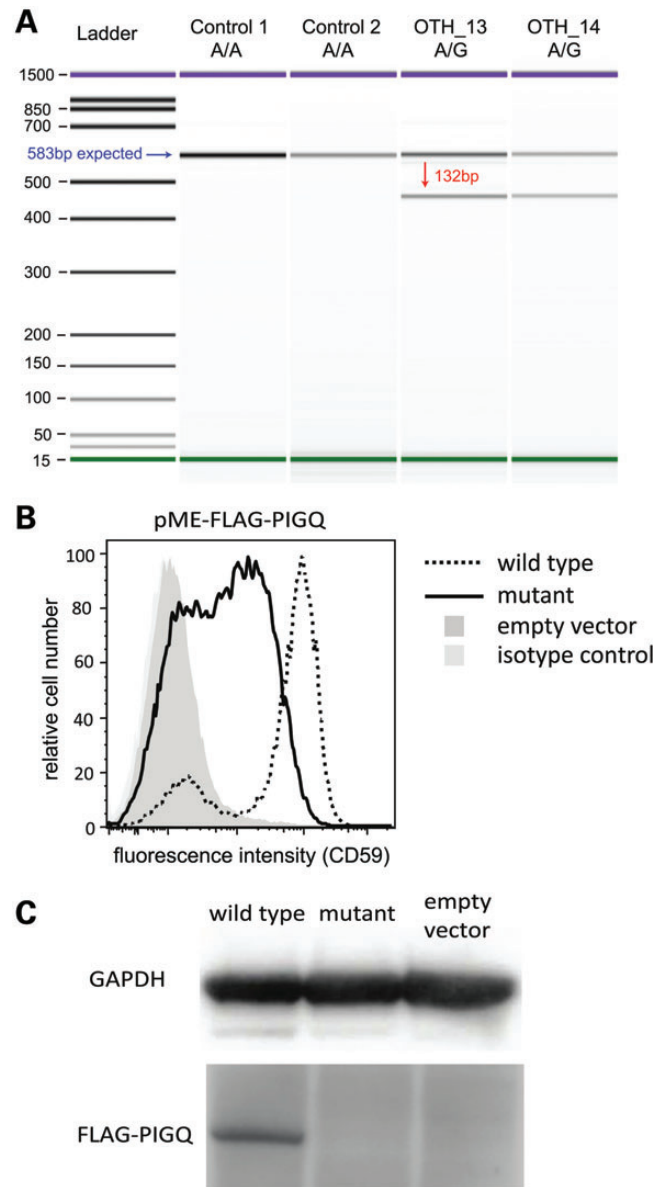 A
Ladder
Control 1
A/A
Control 2
A/A
OTH_13
A/G
OTH_14
A/G
1500
850
700
583bp expected
500
132bp
400
300
200
150
100
50
15
B
pME-FLAG-PIGQ
100
80
60
40
20
0
relative cell number
fluorescence intensity (CD59)
wild type
mutant
empty vector
isotype control
C
wild type
mutant
empty
vector
GAPDH
FLAG-PIGQ